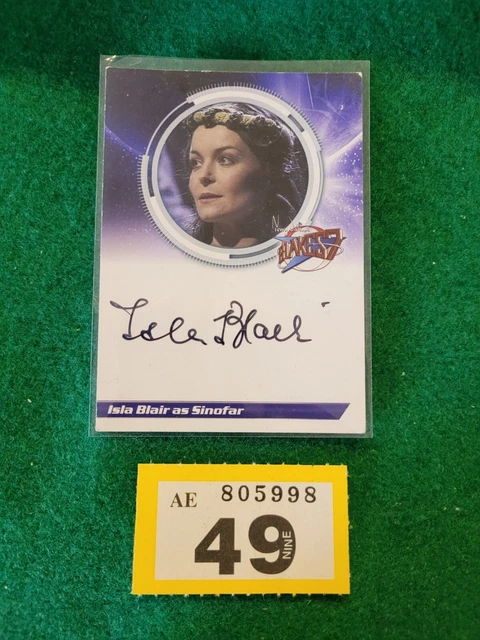 BLAKES 7
Isla Blair
Isla Blair as Sinofar
AE 805998
49
NINE